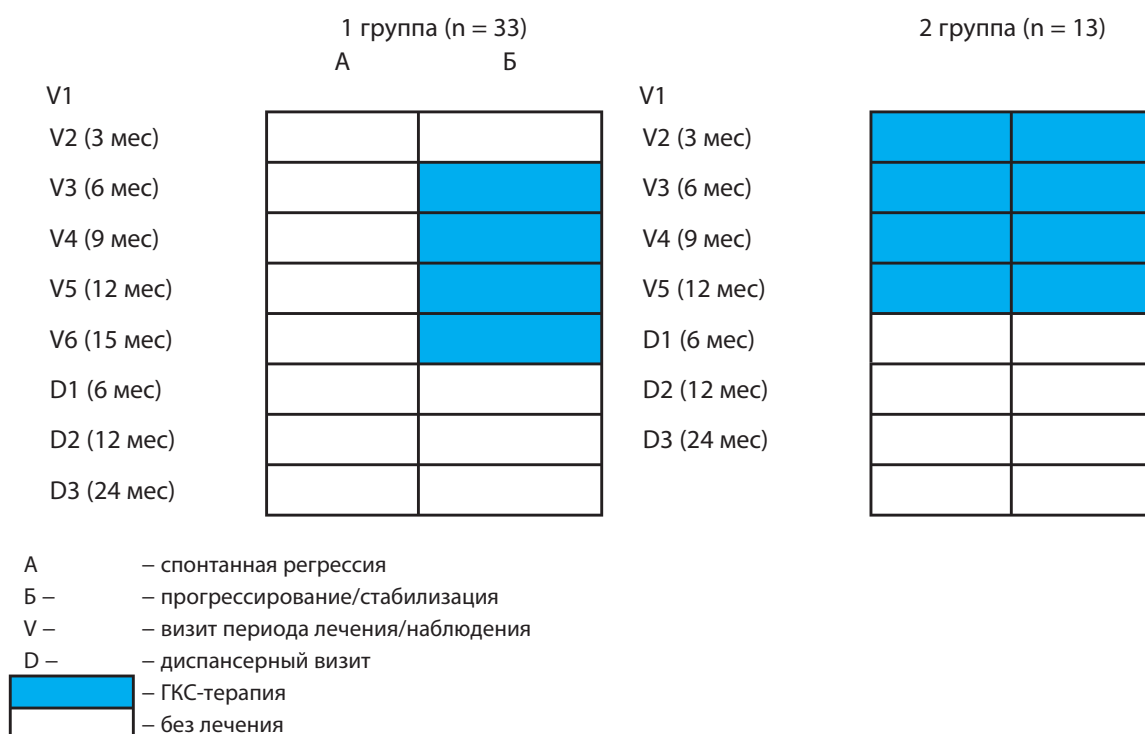 1 группа (n = 33)
2 группа (n = 13)
А Б
V1
V1
V2 (3 мес)
V2 (3 мес)
V3 (6 мес)
V3 (6 мес)
V4 (9 мес)
V4 (9 мес)
V5 (12 мес)
V5 (12 мес)
V6 (15 мес)
D1 (6 мес)
D1 (6 мес)
D2 (12 мес)
D2 (12 мес)
D3 (24 мес)
D3 (24 мес)
А – спонтанная регрессия
Б – – прогрессирование/стабилизация
V – – визит периода лечения/наблюдения
D – – диспансерный визит
– ГКС-терапия
– без лечения